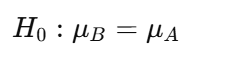 H₀ : μ_B = μ_A